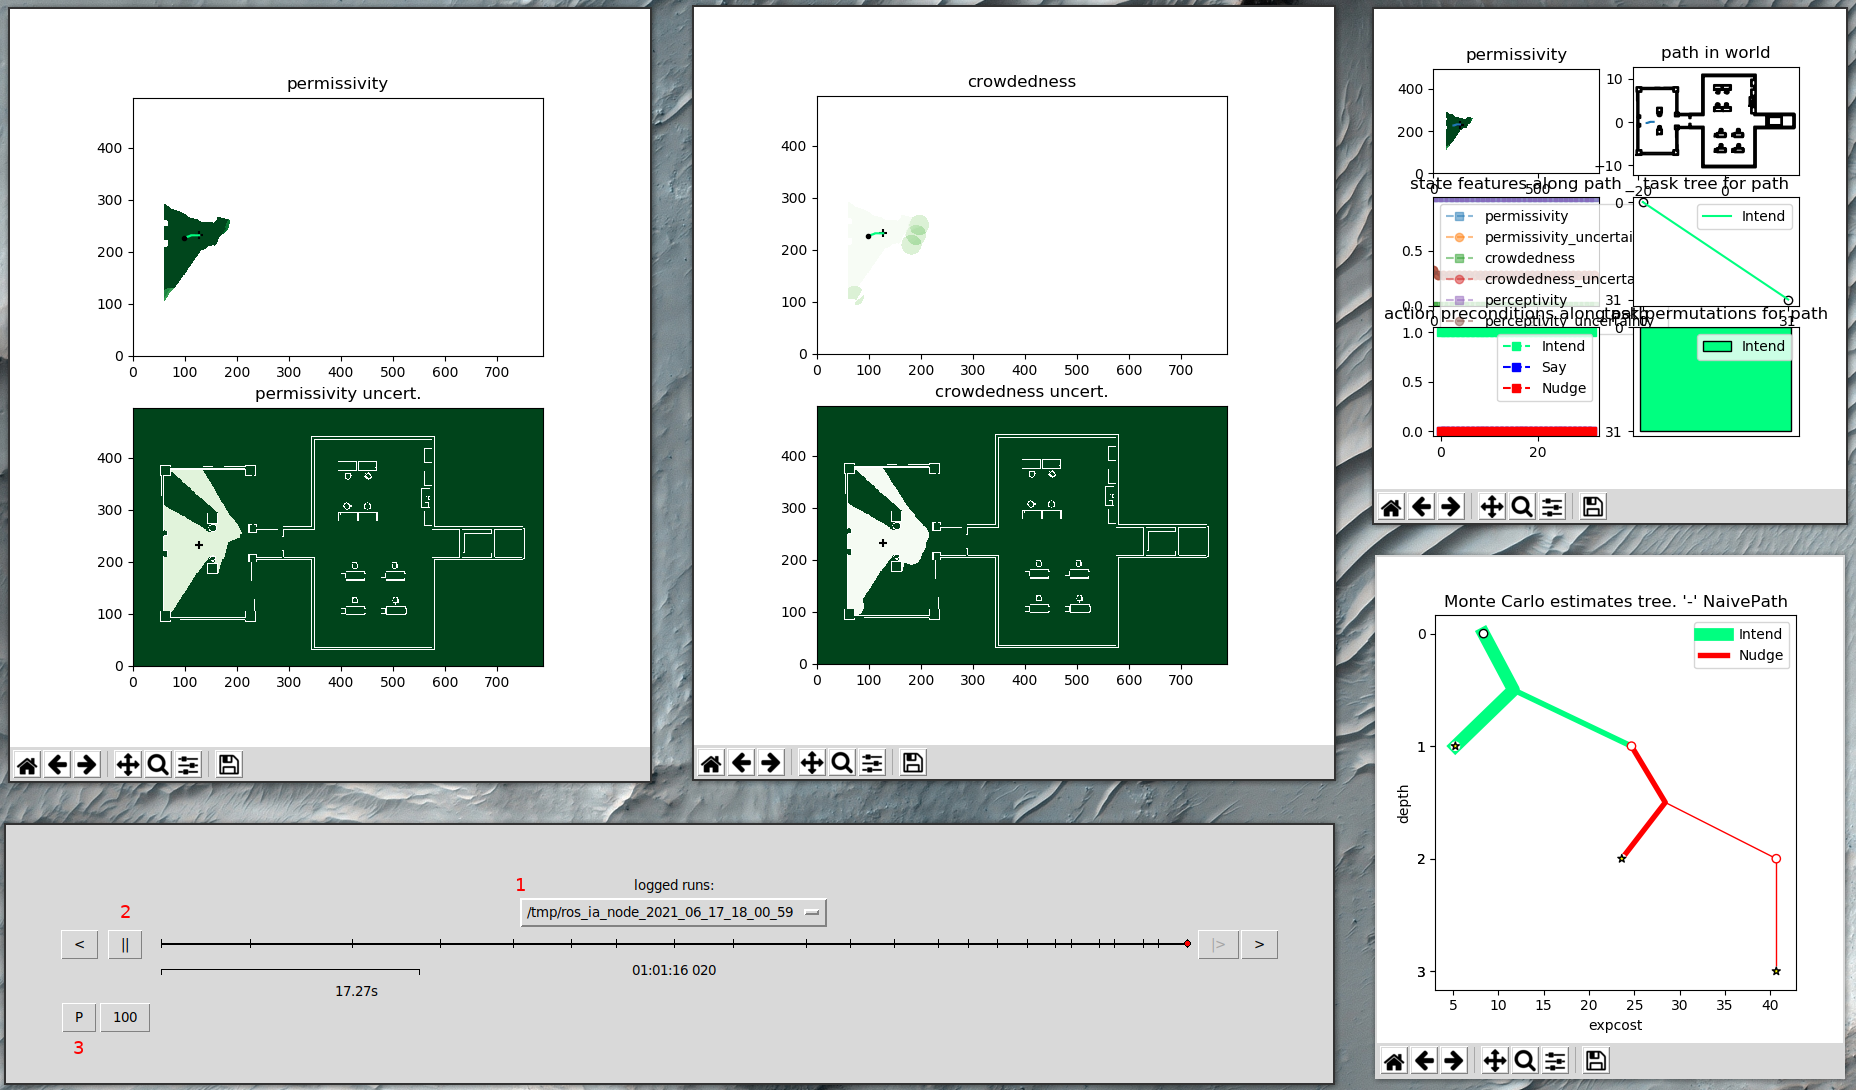 permissivity
400
300
200
100
0
0 100 200 300 400 500 600 700
permissivity uncert.
400
300
200
100
0
0 100 200 300 400 500 600 700
crowdedness
400
300
200
100
0
0 100 200 300 400 500 600 700
crowdedness uncert.
400
300
200
100
0
0 100 200 300 400 500 600 700
permissivity
400
200
0
0 500
path in world
10
0
−10
−20 0
state features along path
0.5
0.0
permissivity
permissivity_uncertai
crowdedness
crowdedness_uncerta
perceptivity
perceptivity_uncertainty
task tree for path
0
31
Intend
31
action preconditions along path
1.0
0.5
0.0
Intend
Say
Nudge
0 20
task permutations for path
0
31
Intend
Monte Carlo estimates tree. '-' NaivePath
Intend
Nudge
depth
0
1
2
3
5 10 15 20 25 30 35 40
expcost
1
logged runs:
/tmp/ros_ia_node_2021_06_17_18_00_59
2
< || |> >
01:01:16 020
17.27s
P 100
3